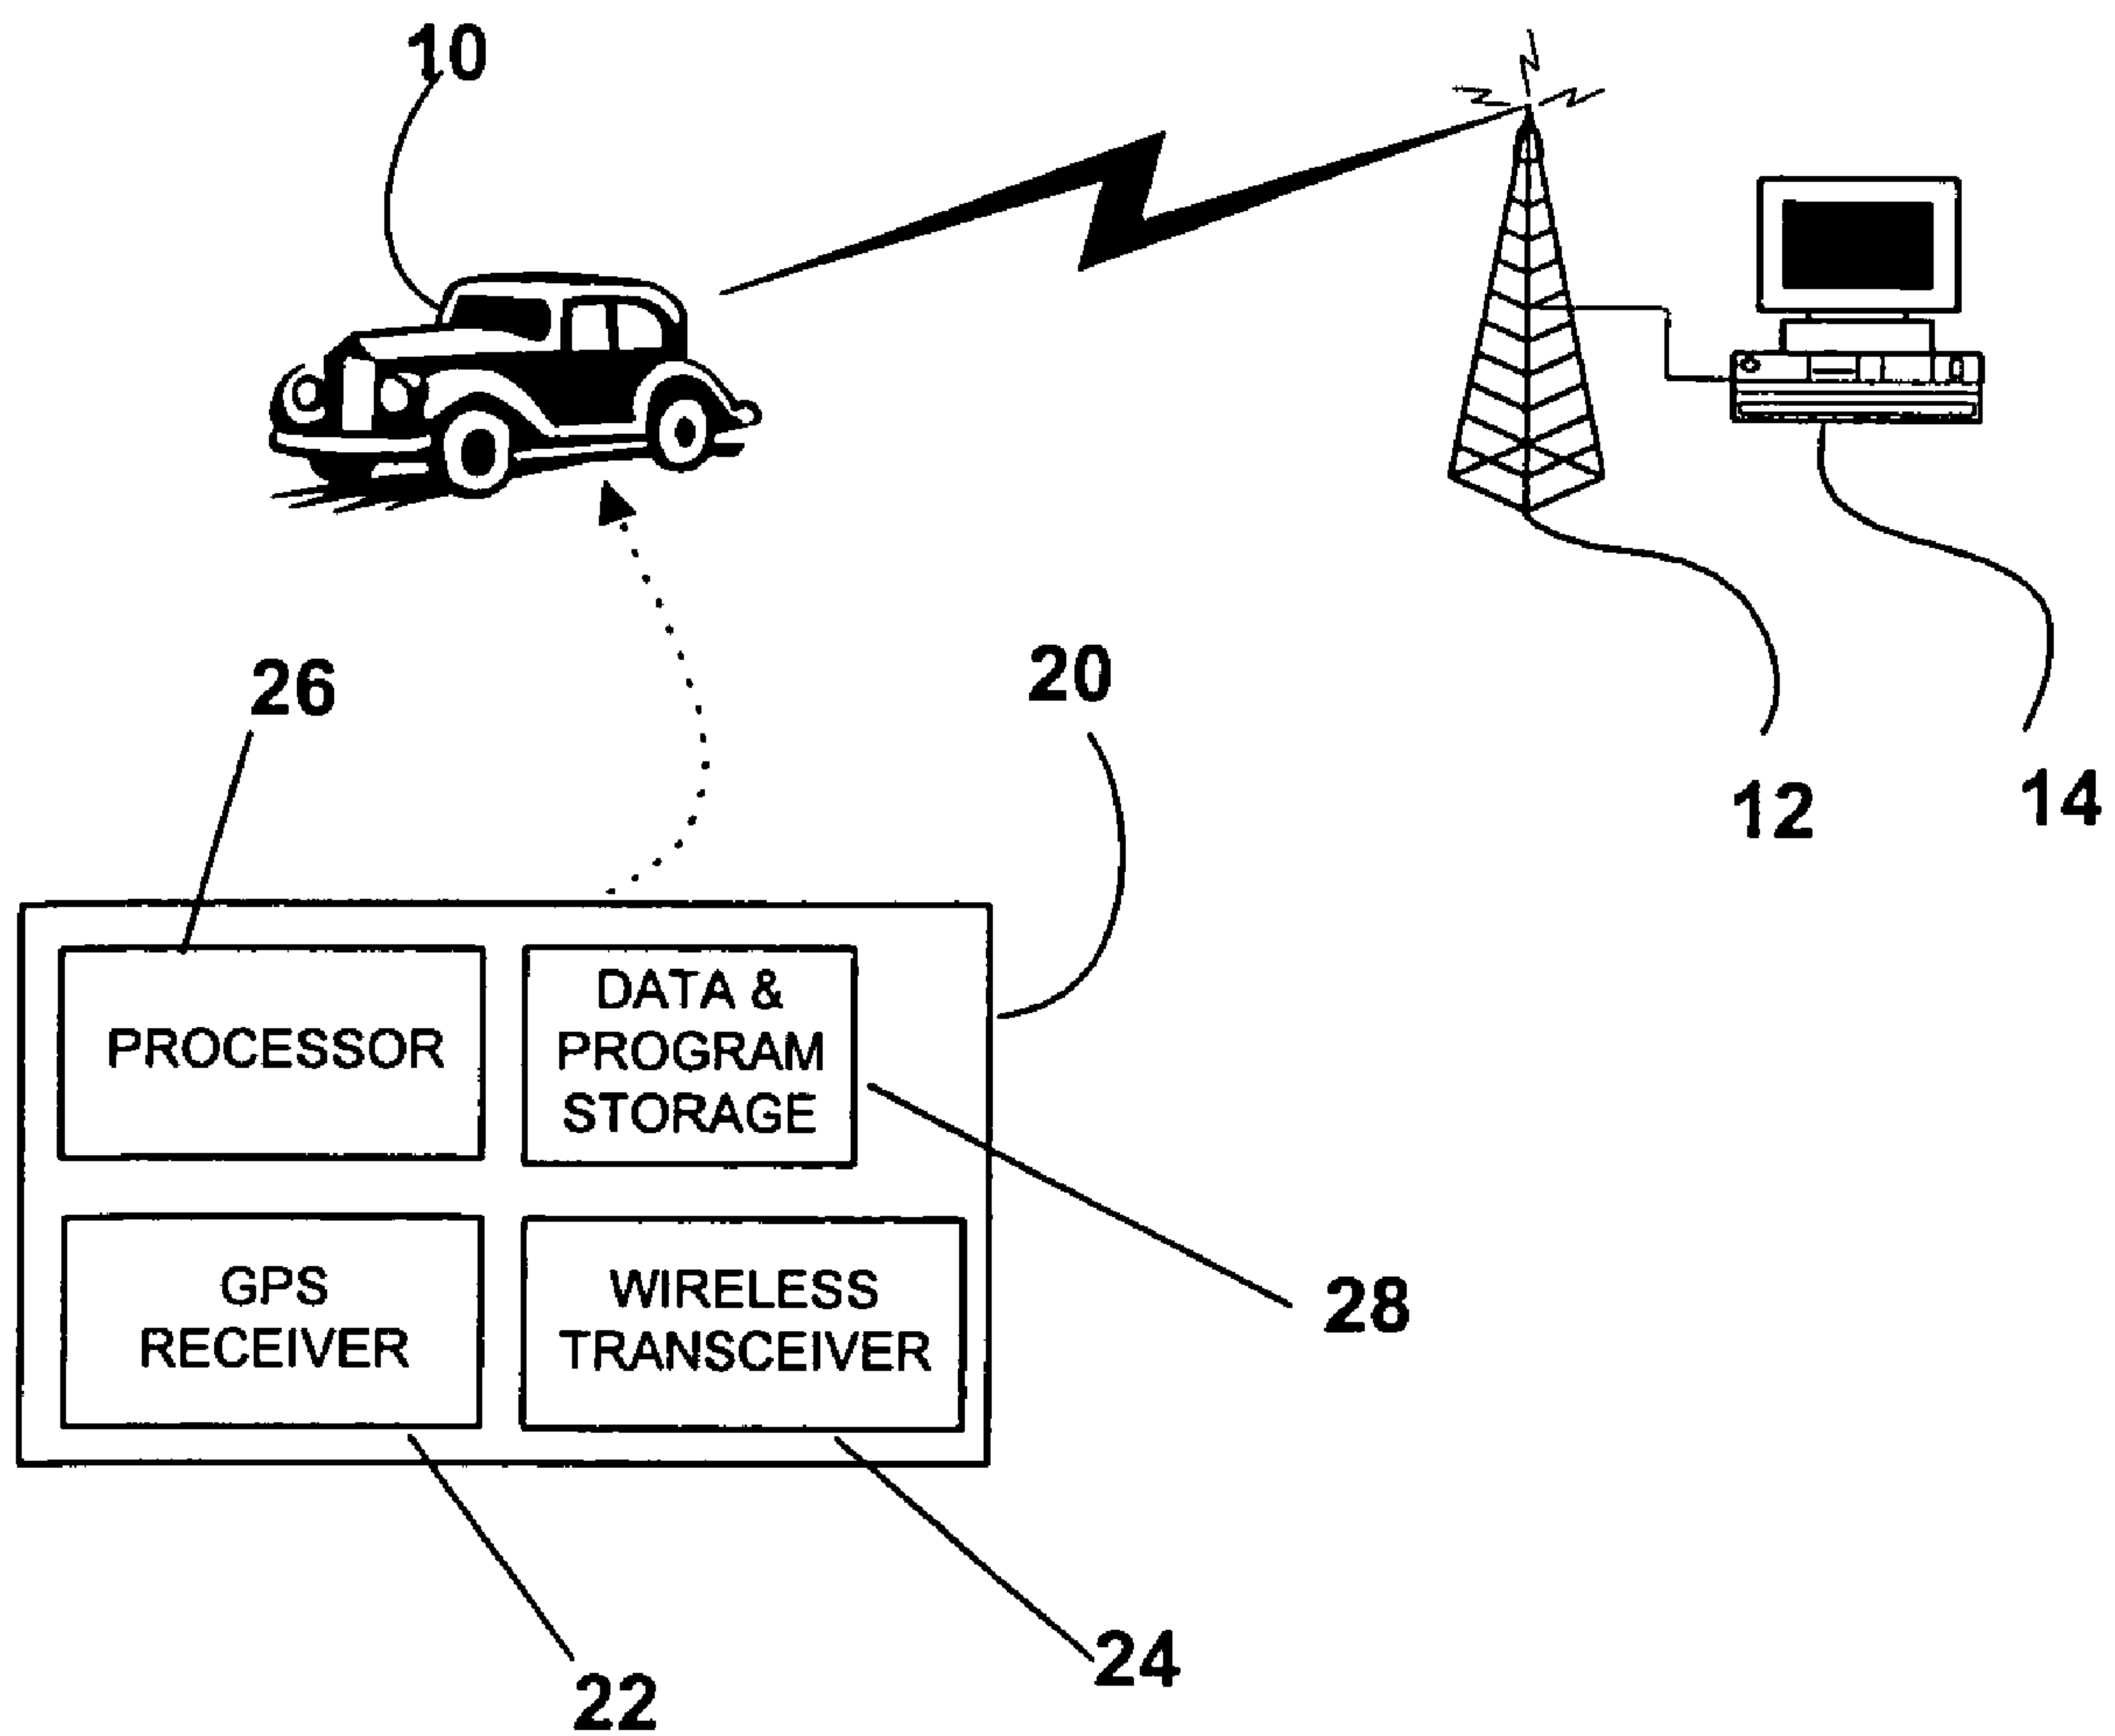 10
26
20
12
14
PROCESSOR
DATA &
PROGRAM
STORAGE
GPS
RECEIVER
WIRELESS
TRANSCEIVER
28
24
22